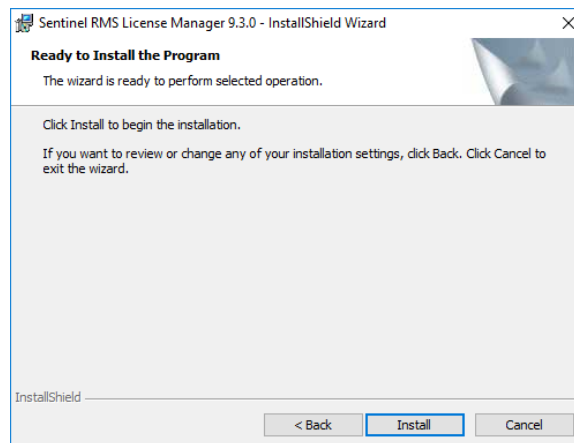 Sentinel RMS License Manager 9.3.0 - InstallShield Wizard
Ready to Install the Program
The wizard is ready to perform selected operation.
Click Install to begin the installation.
If you want to review or change any of your installation settings, click Back. Click Cancel to
exit the wizard.
InstallShield
< Back
Install
Cancel